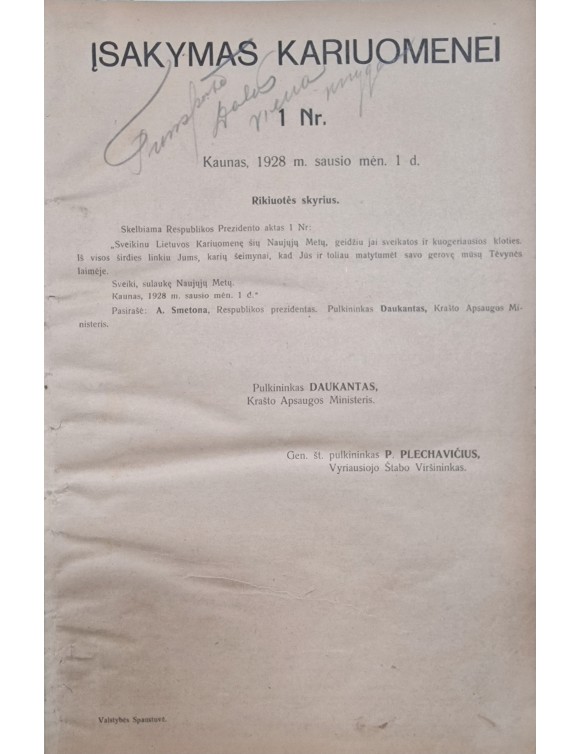 ĮSAKYMAS KARIUOMENEI
1 Nr.
Kaunas, 1928 m. sausio mėn. 1 d.
Rikiuotės skyrius.
Skelbiama Respublikos Prezidento aktas 1 Nr:
„Sveikinu Lietuvos Kariuomenę šių Naujųjų Metų, geidžiu jai sveikatos ir kuogeriausios kloties.
Iš visos širdies linkiu Jums, karių šeimynai, kad Jūs ir toliau matytumėt savo gerovę mūsų Tėvynės
laimėje.
Sveiki, sulaukę Naujųjų Metų.
Kaunas, 1928 m. sausio mėn. 1 d.“
Pasirašė: A. Smetona, Respublikos prezidentas. Pulkininkas Daukantas, Krašto Apsaugos Mi-
nisteris.
Pulkininkas DAUKANTAS,
Krašto Apsaugos Ministeris.
Gen. št. pulkininkas P. PLECHAVIČIUS,
Vyriausiojo Štabo Viršininkas.
Valstybės Spaustuvė.